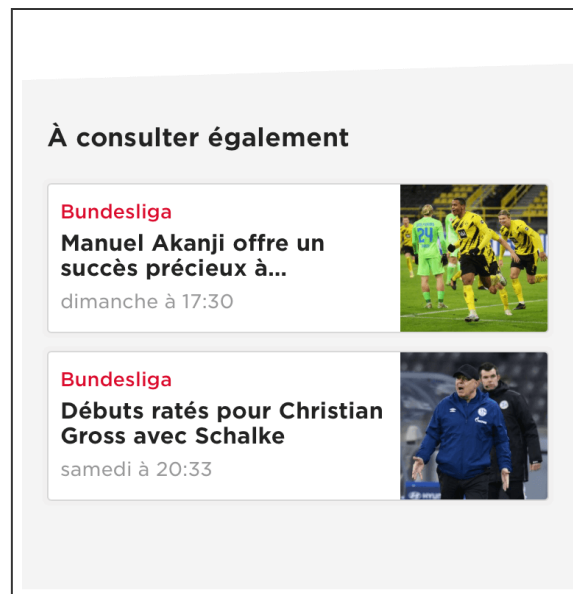 À consulter également
Bundesliga
Manuel Akanji offre un
succès précieux à...
dimanche à 17:30
24
Bundesliga
Débuts ratés pour Christian
Gross avec Schalke
samedi à 20:33